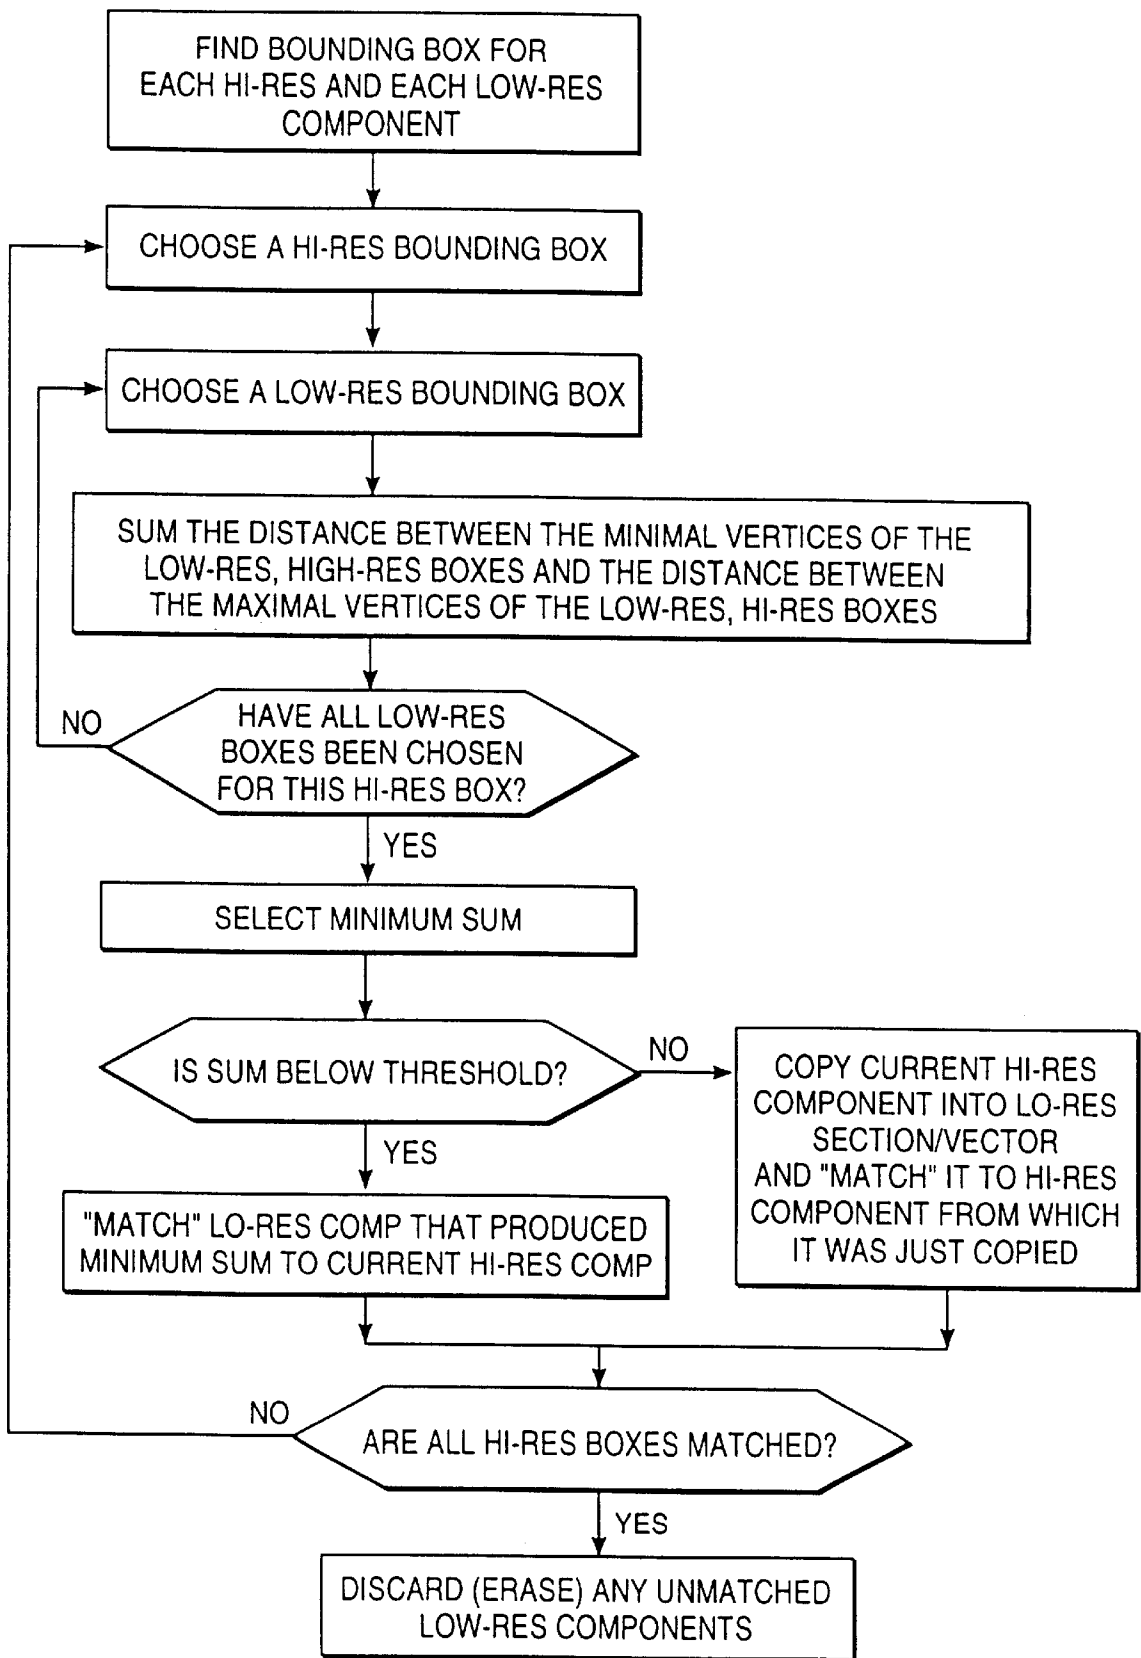 FIND BOUNDING BOX FOR
EACH HI-RES AND EACH LOW-RES
COMPONENT
CHOOSE A HI-RES BOUNDING BOX
CHOOSE A LOW-RES BOUNDING BOX
SUM THE DISTANCE BETWEEN THE MINIMAL VERTICES OF THE
LOW-RES, HIGH-RES BOXES AND THE DISTANCE BETWEEN
THE MAXIMAL VERTICES OF THE LOW-RES, HI-RES BOXES
NO
HAVE ALL LOW-RES
BOXES BEEN CHOSEN
FOR THIS HI-RES BOX?
YES
SELECT MINIMUM SUM
IS SUM BELOW THRESHOLD?
NO
COPY CURRENT HI-RES
COMPONENT INTO LO-RES
SECTION/VECTOR
AND "MATCH" IT TO HI-RES
COMPONENT FROM WHICH
IT WAS JUST COPIED
YES
"MATCH" LO-RES COMP THAT PRODUCED
MINIMUM SUM TO CURRENT HI-RES COMP
NO
ARE ALL HI-RES BOXES MATCHED?
YES
DISCARD (ERASE) ANY UNMATCHED
LOW-RES COMPONENTS